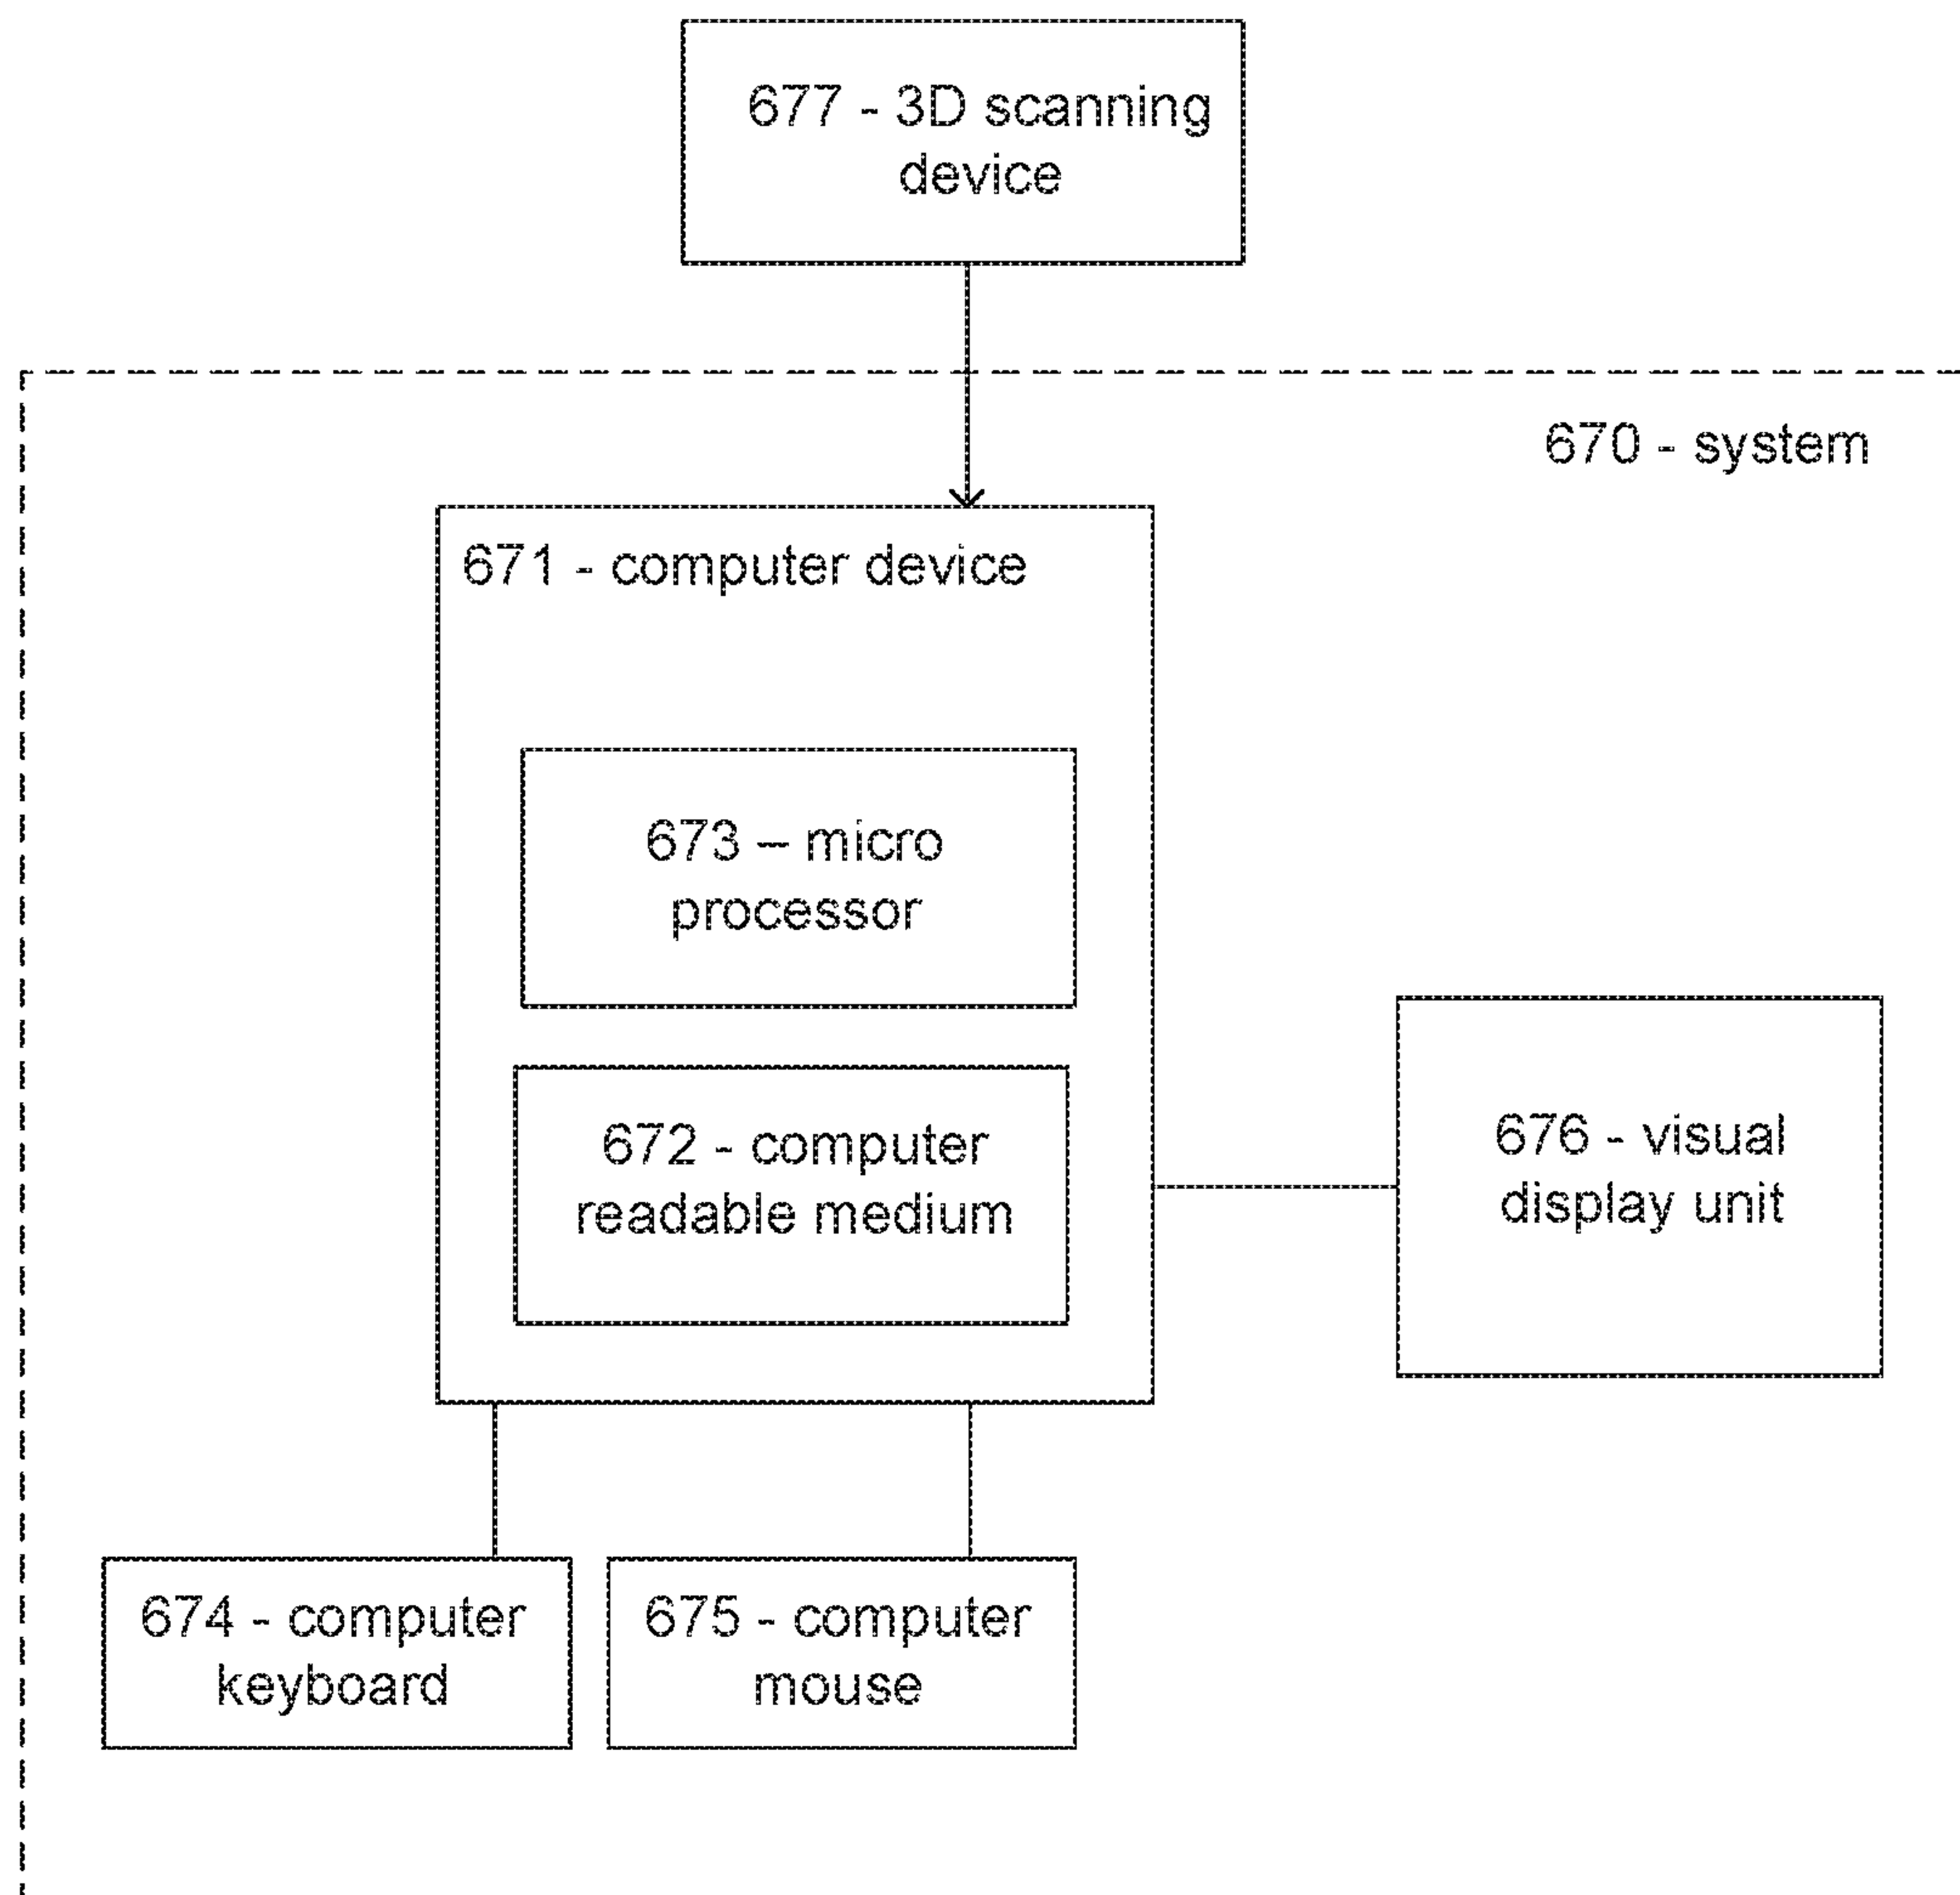 677 - 3D scanning
device
670 - system
671 - computer device
673 – micro
processor
672 - computer
readable medium
676 - visual
display unit
674 - computer
keyboard
675 - computer
mouse